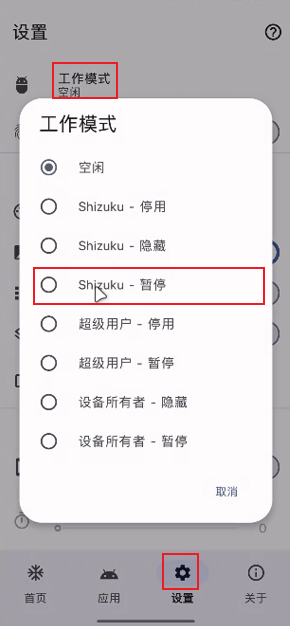 设置
工作模式
空闲
工作模式
空闲
Shizuku - 停用
Shizuku - 隐藏
Shizuku - 暂停
超级用户 - 停用
超级用户 - 暂停
设备所有者 - 隐藏
设备所有者 - 暂停
取消
0
首页
应用
设置
关于